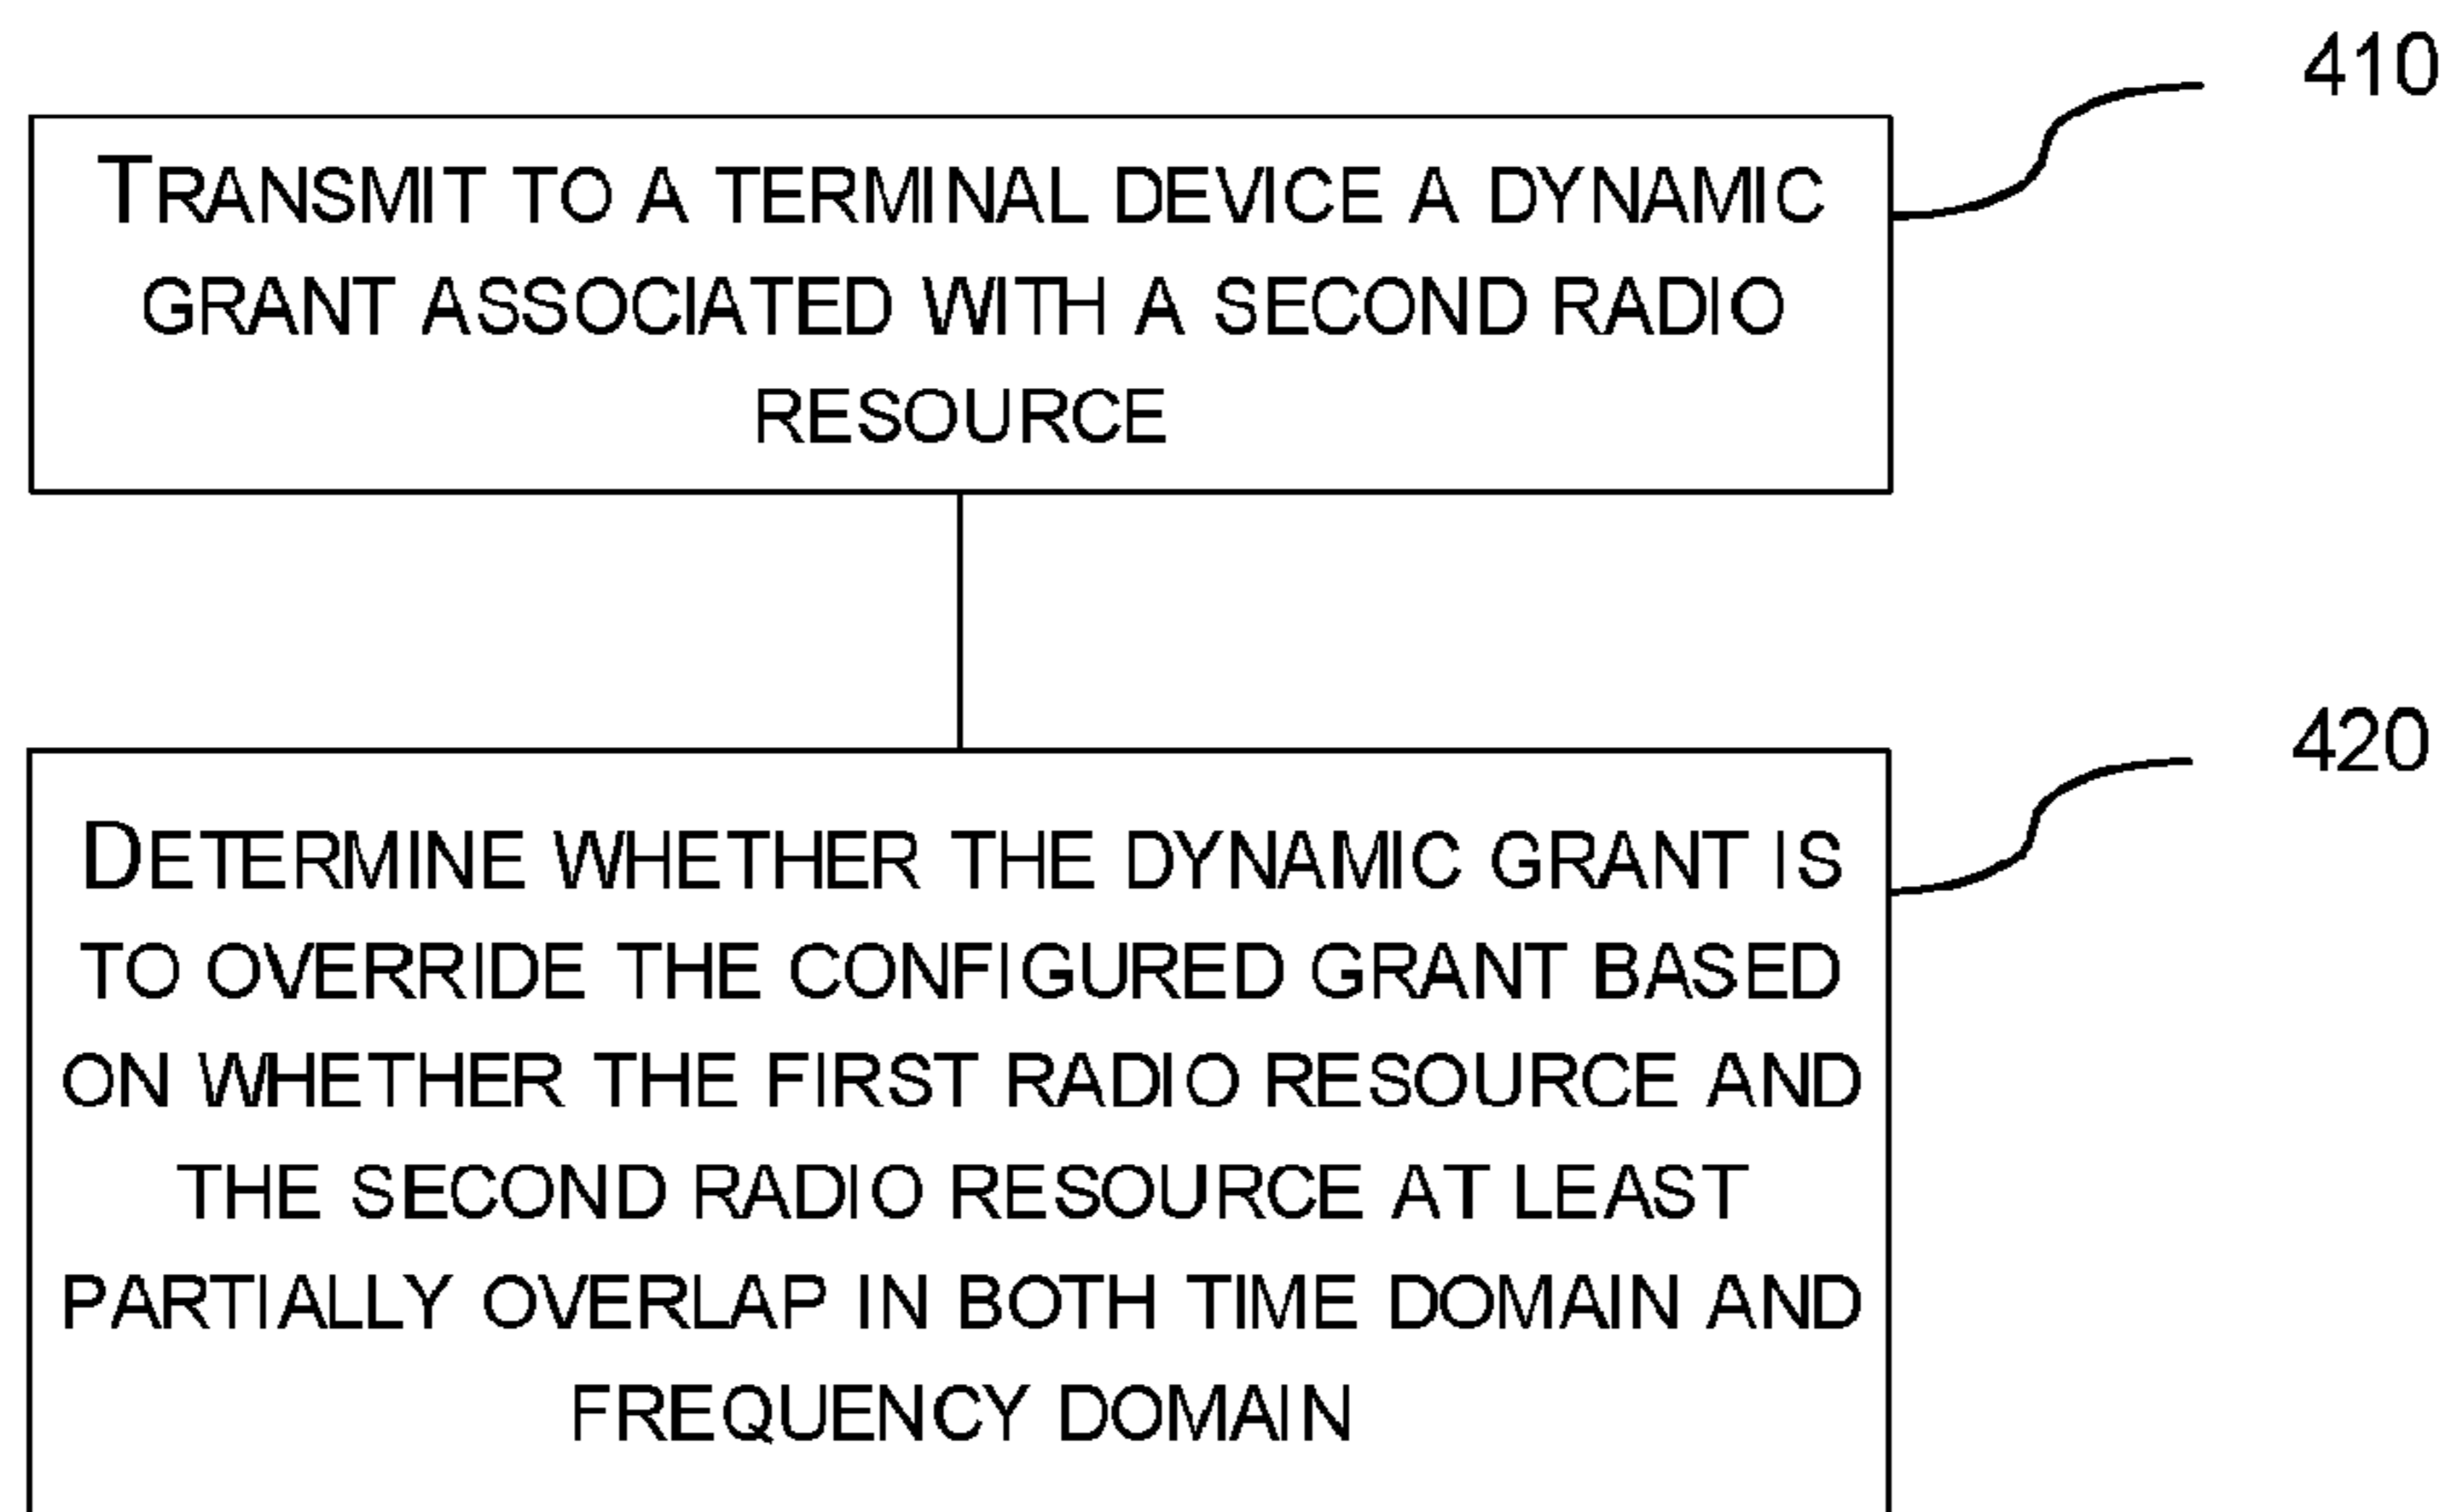 410
TRANSMIT TO A TERMINAL DEVICE A DYNAMIC
GRANT ASSOCIATED WITH A SECOND RADIO
RESOURCE
420
DETERMINE WHETHER THE DYNAMIC GRANT IS
TO OVERRIDE THE CONFIGURED GRANT BASED
ON WHETHER THE FIRST RADIO RESOURCE AND
THE SECOND RADIO RESOURCE AT LEAST
PARTIALLY OVERLAP IN BOTH TIME DOMAIN AND
FREQUENCY DOMAIN